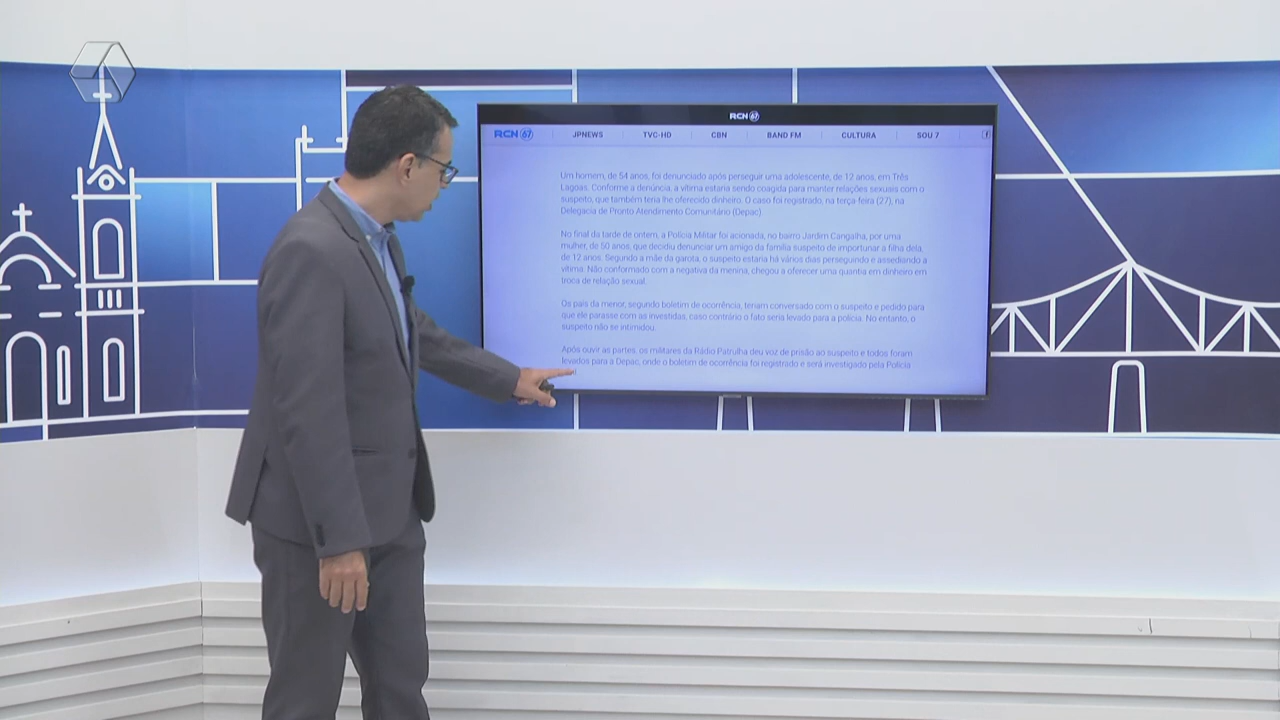 RCN 67
RCN 67 JPNEWS TVC-HD CBN BAND FM CULTURA SOU 7
Um homem, de 54 anos, foi denunciado após perseguir uma adolescente, de 12 anos, em Três
Lagoas. Conforme a denúncia, a vítima estaria sendo coagida para manter relações sexuais com o
suspeito, que também teria lhe oferecido dinheiro. O caso foi registrado, na terça-feira (27), na
Delegacia de Pronto Atendimento Comunitário (Depac).
No final da tarde de ontem, a Polícia Militar foi acionada, no bairro Jardim Cangalha, por uma
mulher, de 50 anos, que decidiu denunciar um amigo da família suspeito de importunar a filha dela,
de 12 anos. Segundo a mãe da garota, o suspeito estaria há vários dias perseguindo e assediando a
vítima. Não conformado com a negativa da menina, chegou a oferecer uma quantia em dinheiro em
troca de relação sexual.
Os pais da menor, segundo boletim de ocorrência, teriam conversado com o suspeito e pedido para
que ele parasse com as investidas, caso contrário o fato seria levado para a polícia. No entanto, o
suspeito não se intimidou.
Após ouvir as partes, os militares da Rádio Patrulha deu voz de prisão ao suspeito e todos foram
levados para a Depac, onde o boletim de ocorrência foi registrado e será investigado pela Polícia